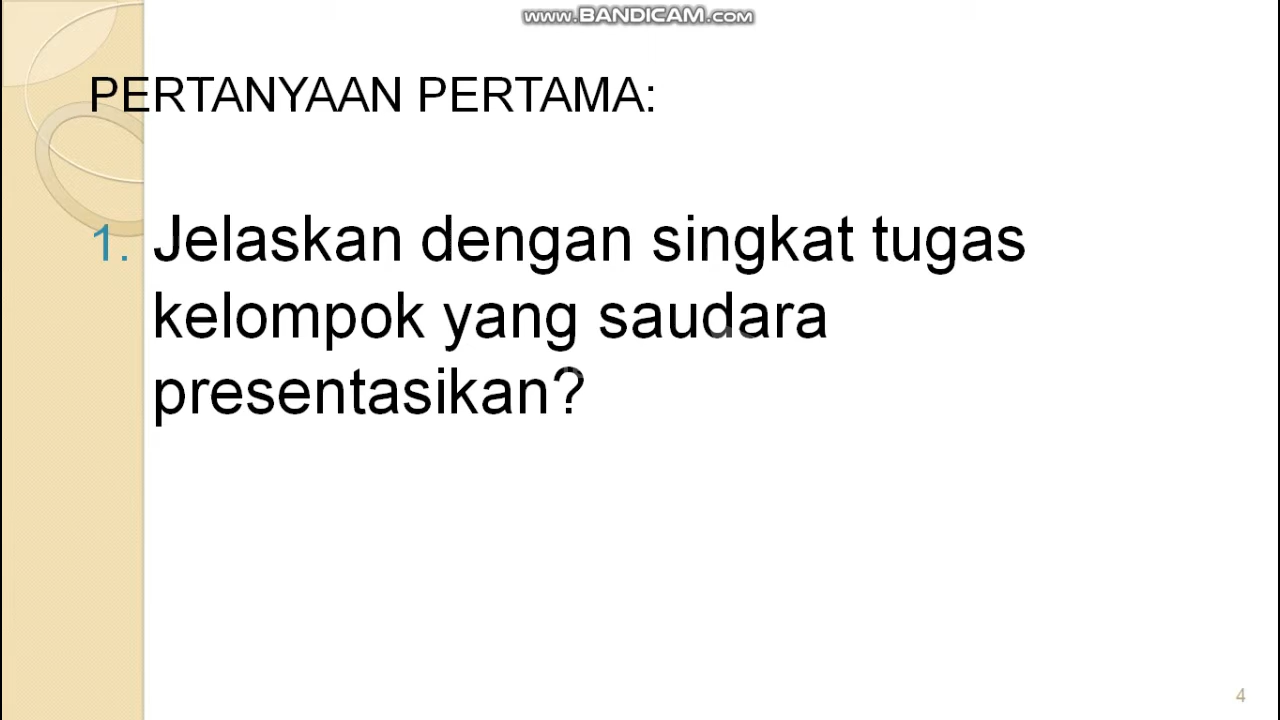 www.BANDICAM.com
PERTANYAAN PERTAMA:
1. Jelaskan dengan singkat tugas
kelompok yang saudara
presentasikan?
4